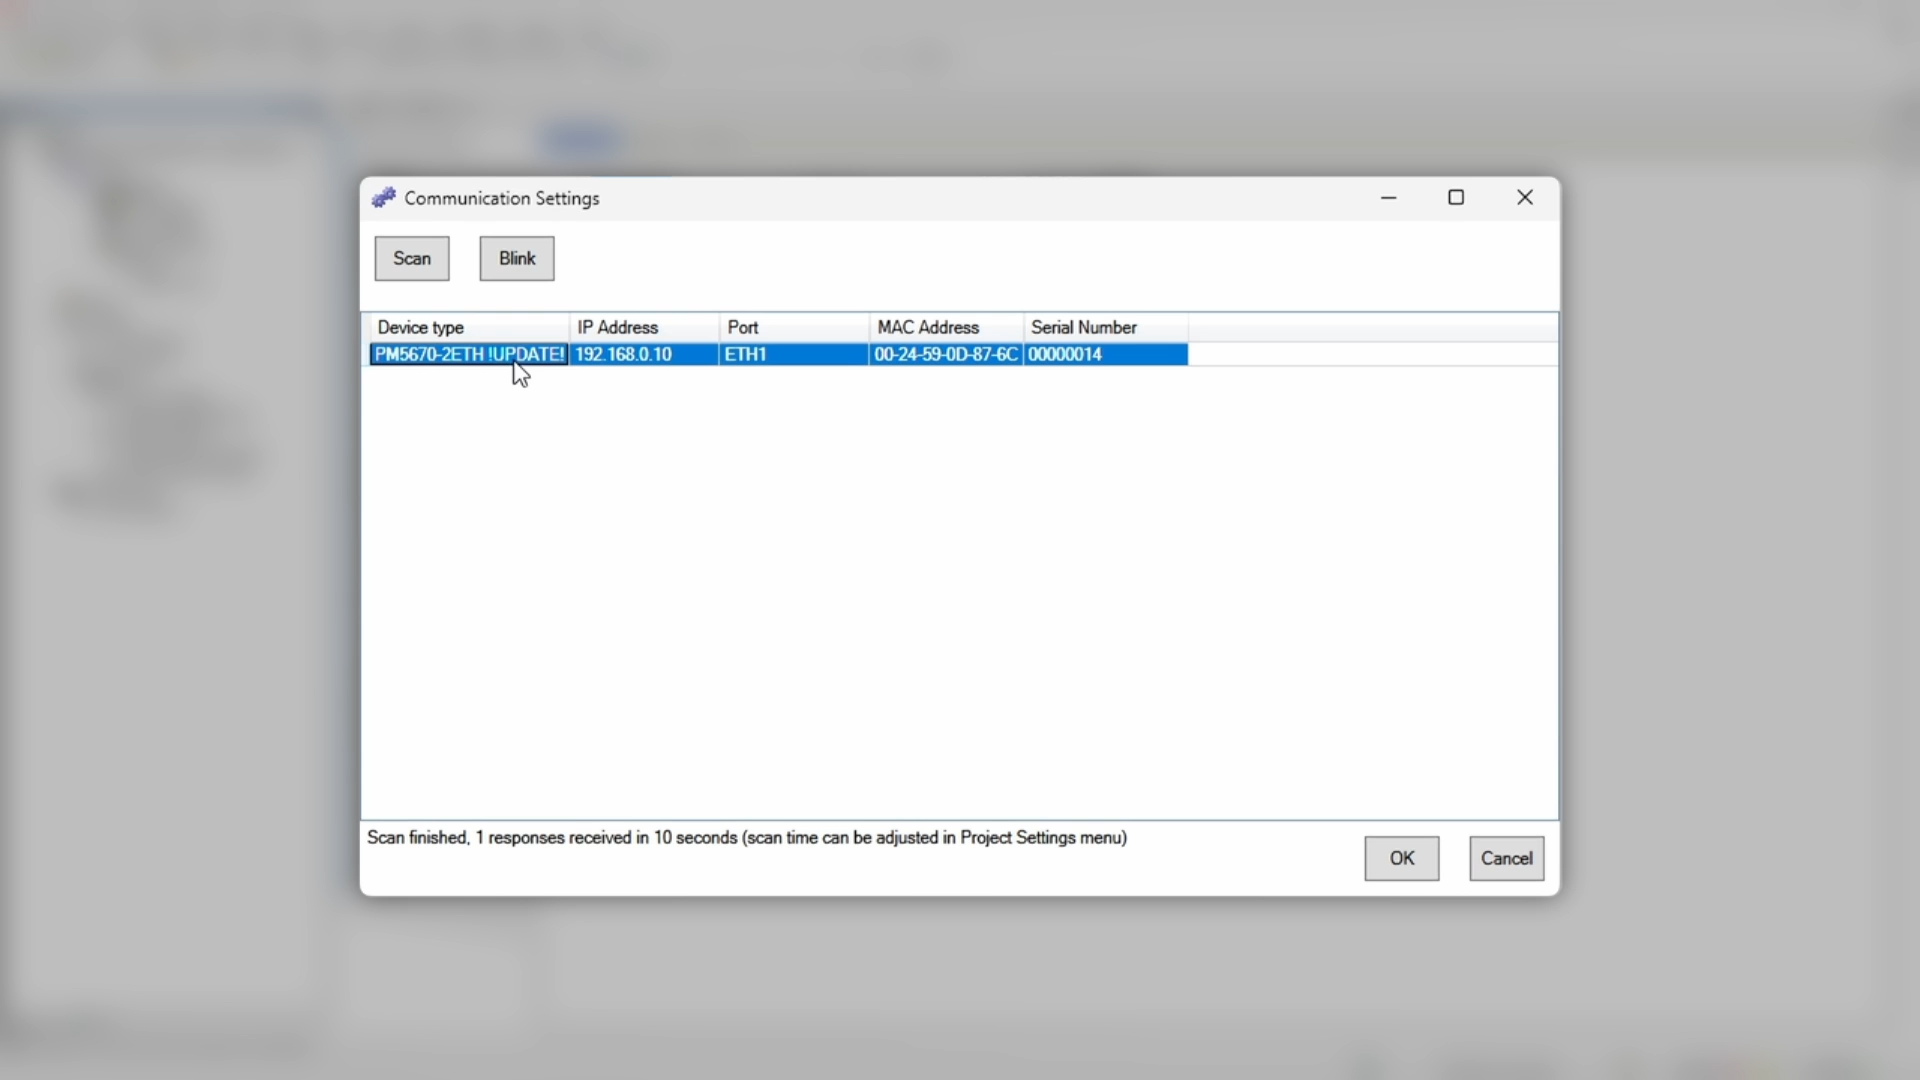 Communication Settings
Scan Blink
Device type IP Address Port MAC Address Serial Number
PM5670-2ETH !UPDATE! 192.168.0.10 ETH1 00-24-59-0D-87-6C 00000014
Scan finished, 1 responses received in 10 seconds (scan time can be adjusted in Project Settings menu)
OK Cancel